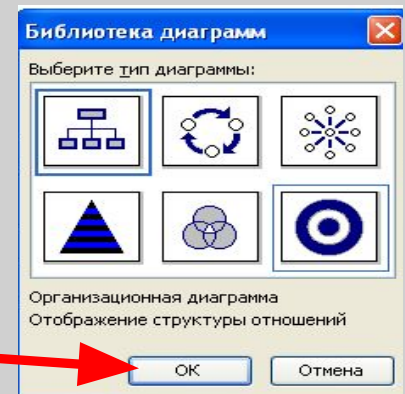 Библиотека диаграмм
Выберите тип диаграммы:
Организационная диаграмма
Отображение структуры отношений
ОК
Отмена